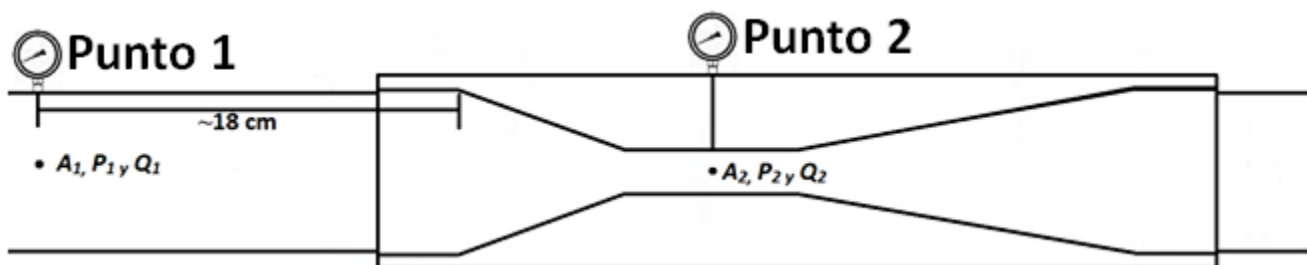 Punto 1
Punto 2
~18 cm
A₁, P₁ y Q₁
A₂, P₂ y Q₂